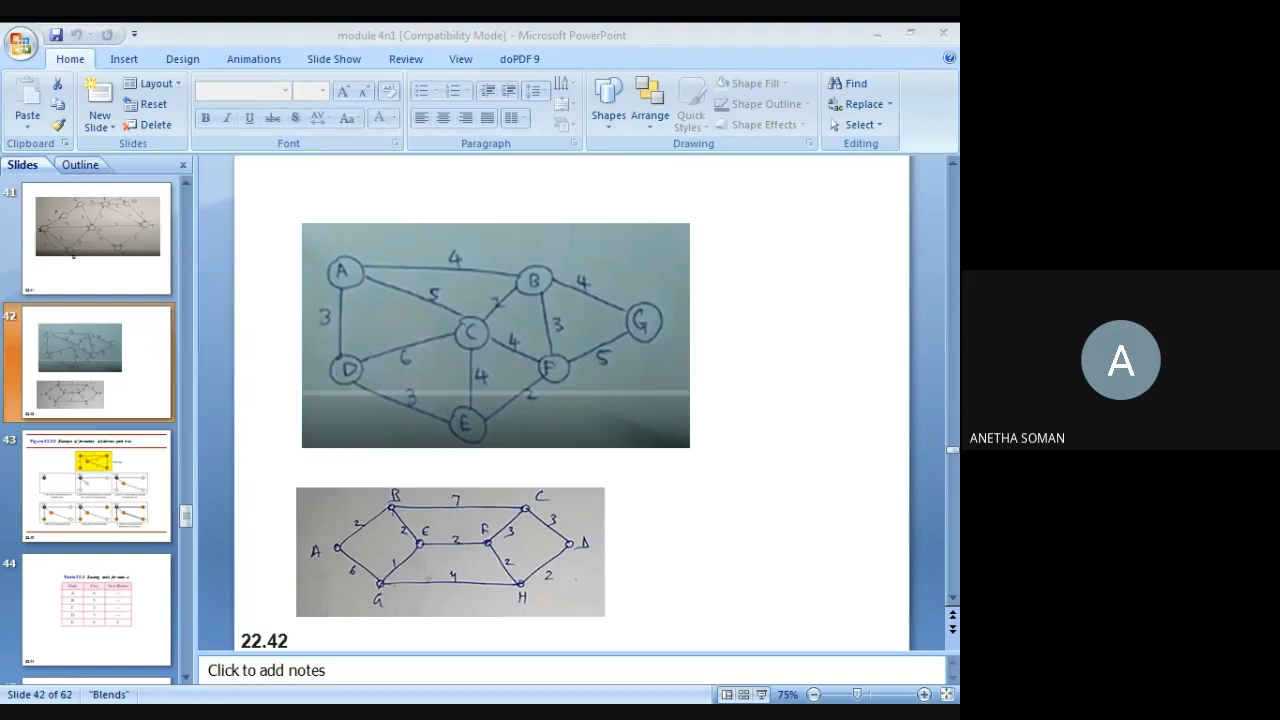 module 4n1 [Compatibility Mode] - Microsoft PowerPoint
Home Insert Design Animations Slide Show Review View doPDF 9
Paste
New Slide
Layout
Reset
Delete
B I U abc S AV Aa A
Shapes Arrange Quick Styles
Shape Fill
Shape Outline
Shape Effects
Find
Replace
Select
Clipboard Slides Font Paragraph Drawing Editing
Slides Outline
41
42
43
44
A 4 B 4
3 5 2 G
C 4 3
6 5
D F
4
3 2
E
B 7 C
2 2 E F 3 3
A 2 D
6 1 2 2
4
G H
22.42
Click to add notes
Slide 42 of 62 "Blends" 75%
A
ANETHA SOMAN